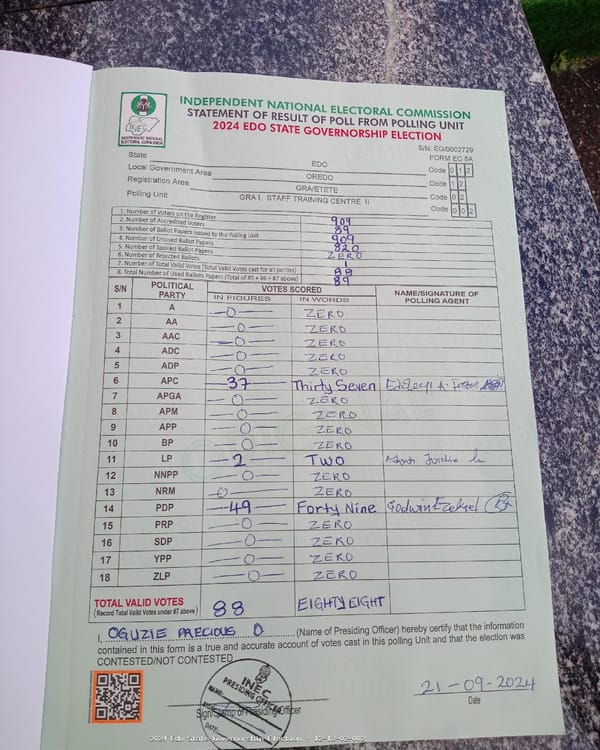 INDEPENDENT NATIONAL ELECTORAL COMMISSION
STATEMENT OF RESULT OF POLL FROM POLLING UNIT
2024 EDO STATE GOVERNORSHIP ELECTION
INEC
INDEPENDENT NATIONAL ELECTORAL COMMISSION
S/N: EG/0002729
FORM EC 8A
State EDO Code 0 1 2
Local Government Area OREDO Code 1 2
Registration Area GRA/ETETE Code 0 2
Polling Unit GRA I, STAFF TRAINING CENTRE II Code 0 0 2
1. Number of Voters on the Register 909
2. Number of Accredited Voters 89
3. Number of Ballot Papers Issued to the Polling Unit 909
4. Number of Unused Ballot Papers 820
5. Number of Spoiled Ballot Papers ZERO
6. Number of Rejected Ballots 1
7. Number of Total Valid Votes (Total Valid Votes cast for all parties) 88
8. Total Number of Used Ballots Papers (Total of #5 + #6 + #7 above) 89
S/N POLITICAL PARTY VOTES SCORED NAME/SIGNATURE OF POLLING AGENT
IN FIGURES IN WORDS
1 A 0 ZERO
2 AA 0 ZERO
3 AAC 0 ZERO
4 ADC 0 ZERO
5 ADP 0 ZERO
6 APC 37 Thirty Seven
7 APGA 0 ZERO
8 APM 0 ZERO
9 APP 0 ZERO
10 BP 0 ZERO
11 LP 2 TWO
12 NNPP 0 ZERO
13 NRM 0 ZERO
14 PDP 49 Forty Nine Godwin Ezekiel
15 PRP 0 ZERO
16 SDP 0 ZERO
17 YPP 0 ZERO
18 ZLP 0 ZERO
TOTAL VALID VOTES 88 EIGHTY EIGHT
(Record Total Valid Votes under #7 above)
I, OGUZIE PRECIOUS O (Name of Presiding Officer) hereby certify that the information
contained in this form is a true and accurate account of votes cast in this polling Unit and that the election was
CONTESTED/NOT CONTESTED
INEC
PRESIDING OFFICER
NAME:
DATE:
Officer
21-09-2024
Date
2024 Edo State Governorship Election - 12-12-02-002